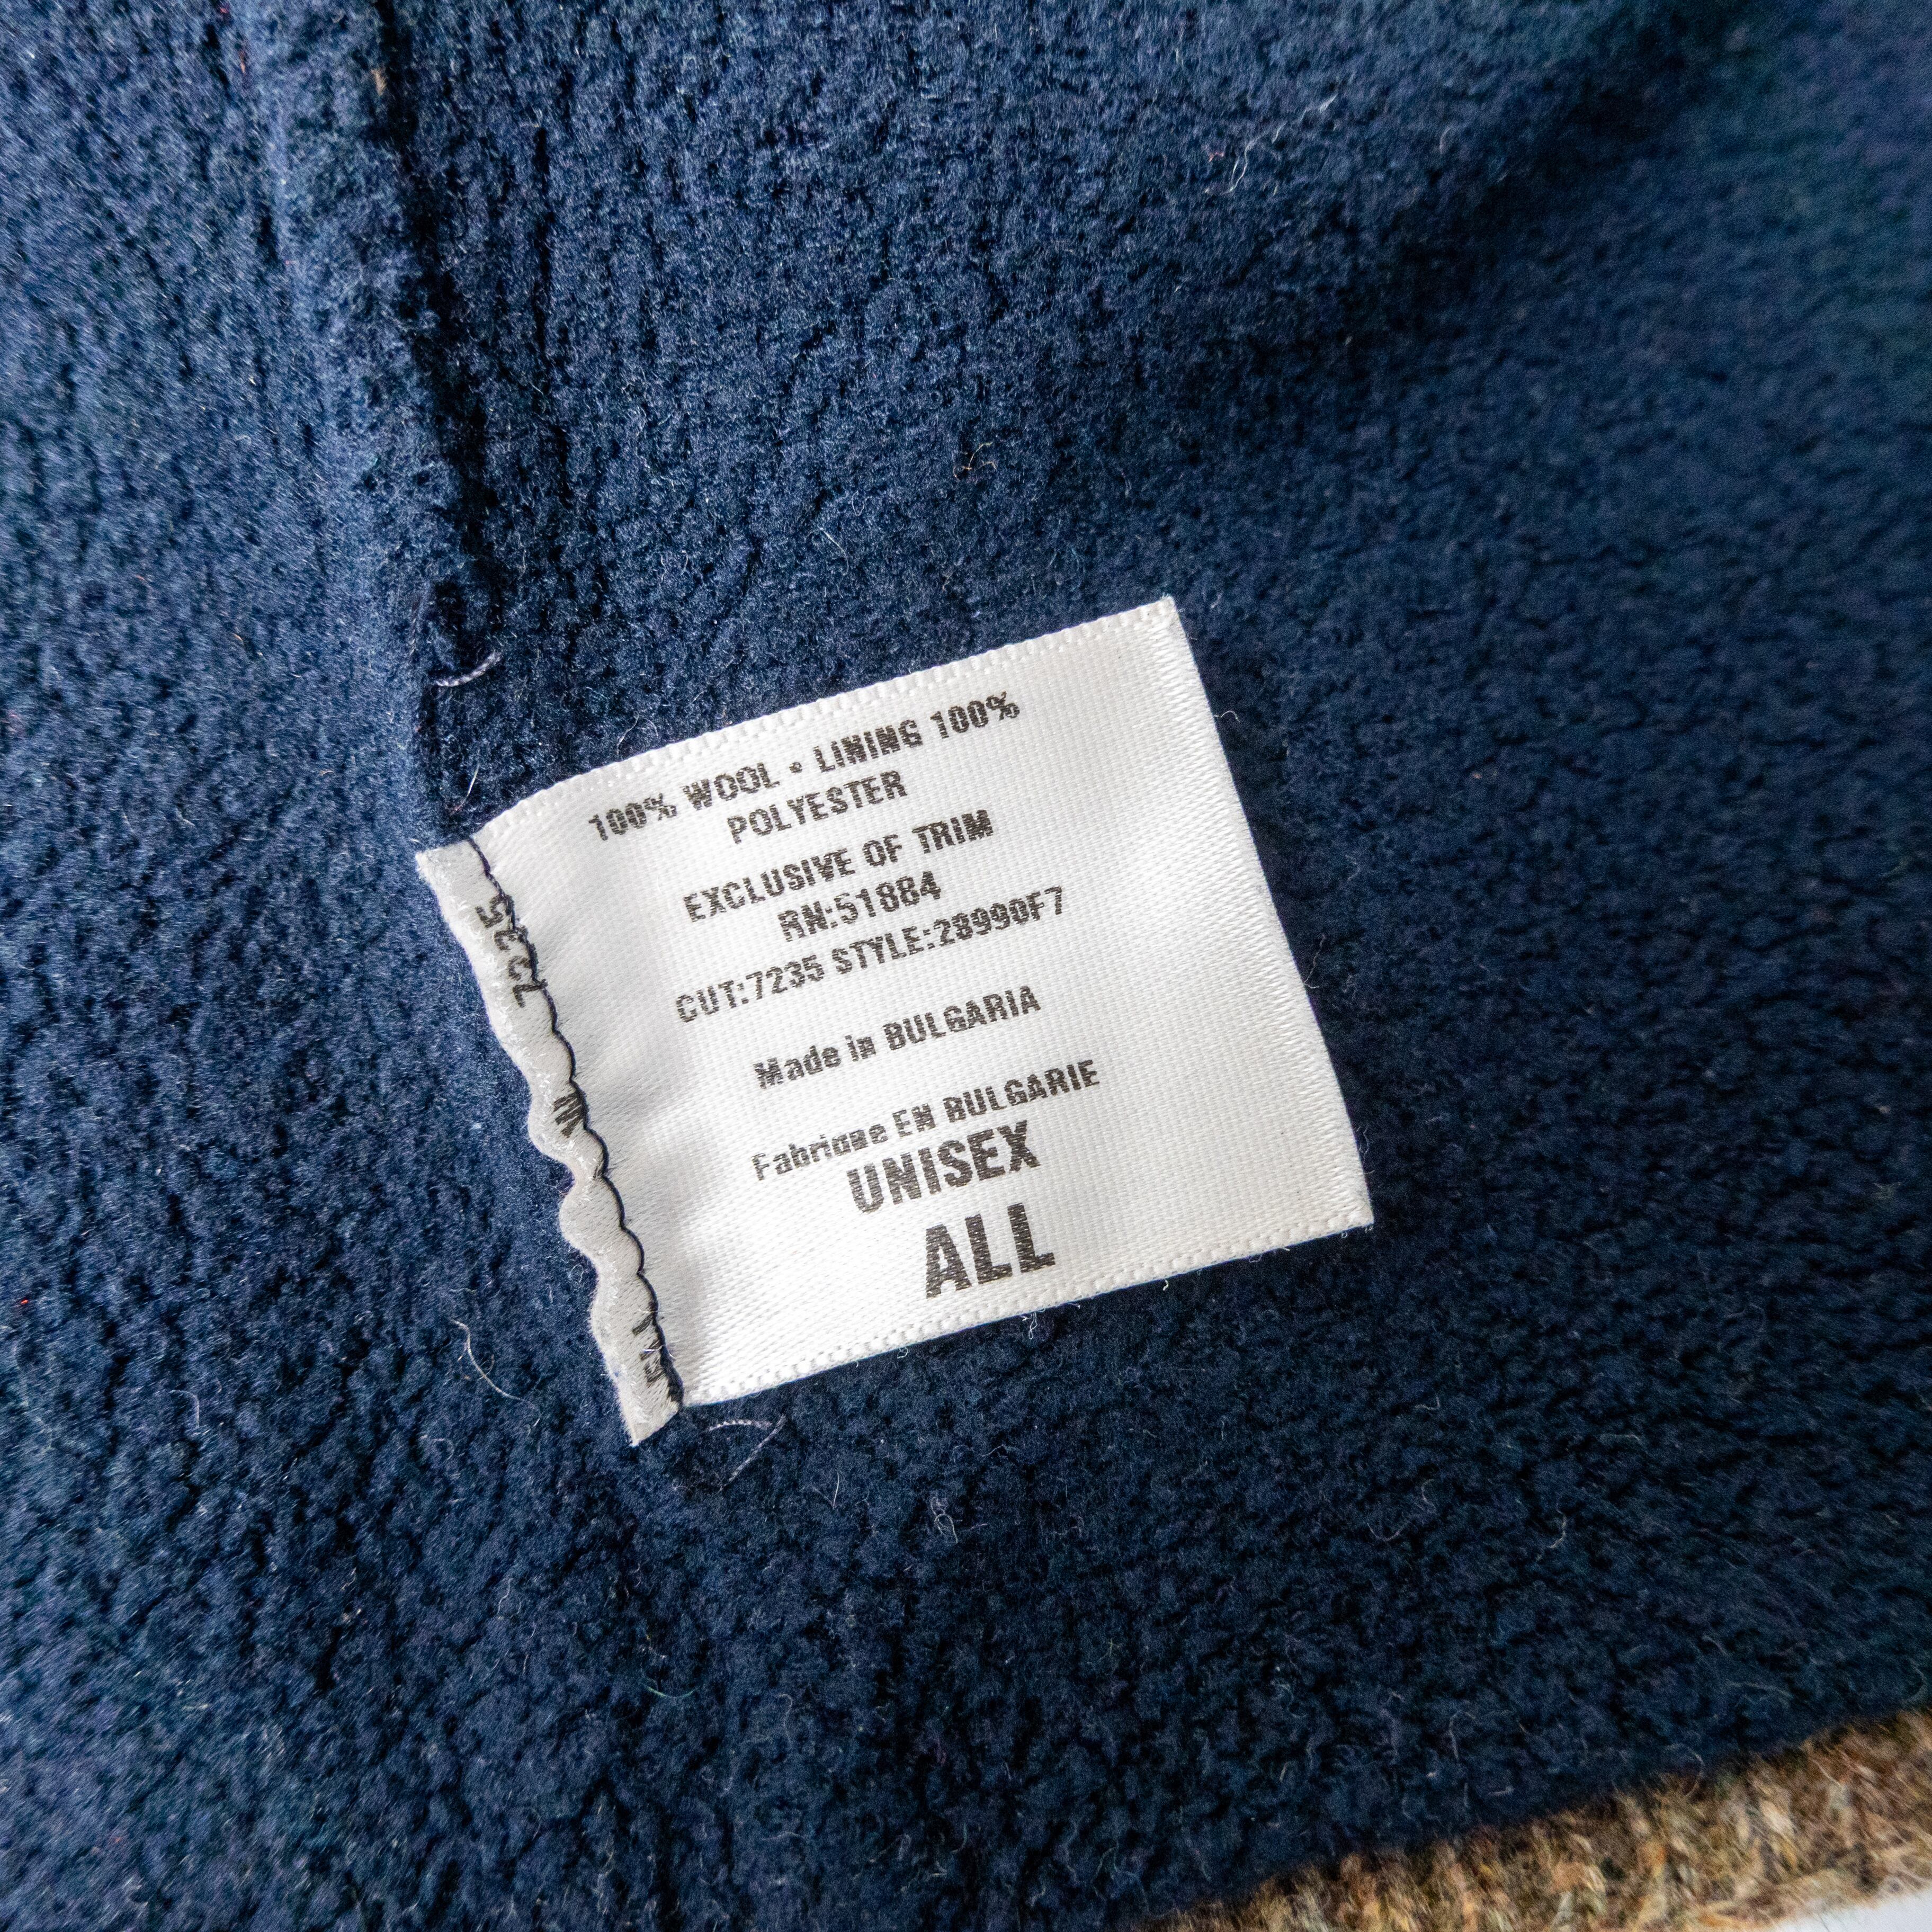 100% WOOL • LINING 100%
POLYESTER
EXCLUSIVE OF TRIM
RN:51884
CUT:7235 STYLE:28990F7
Made in BULGARIA
Fabrique EN BULGARIE
UNISEX
ALL
7235